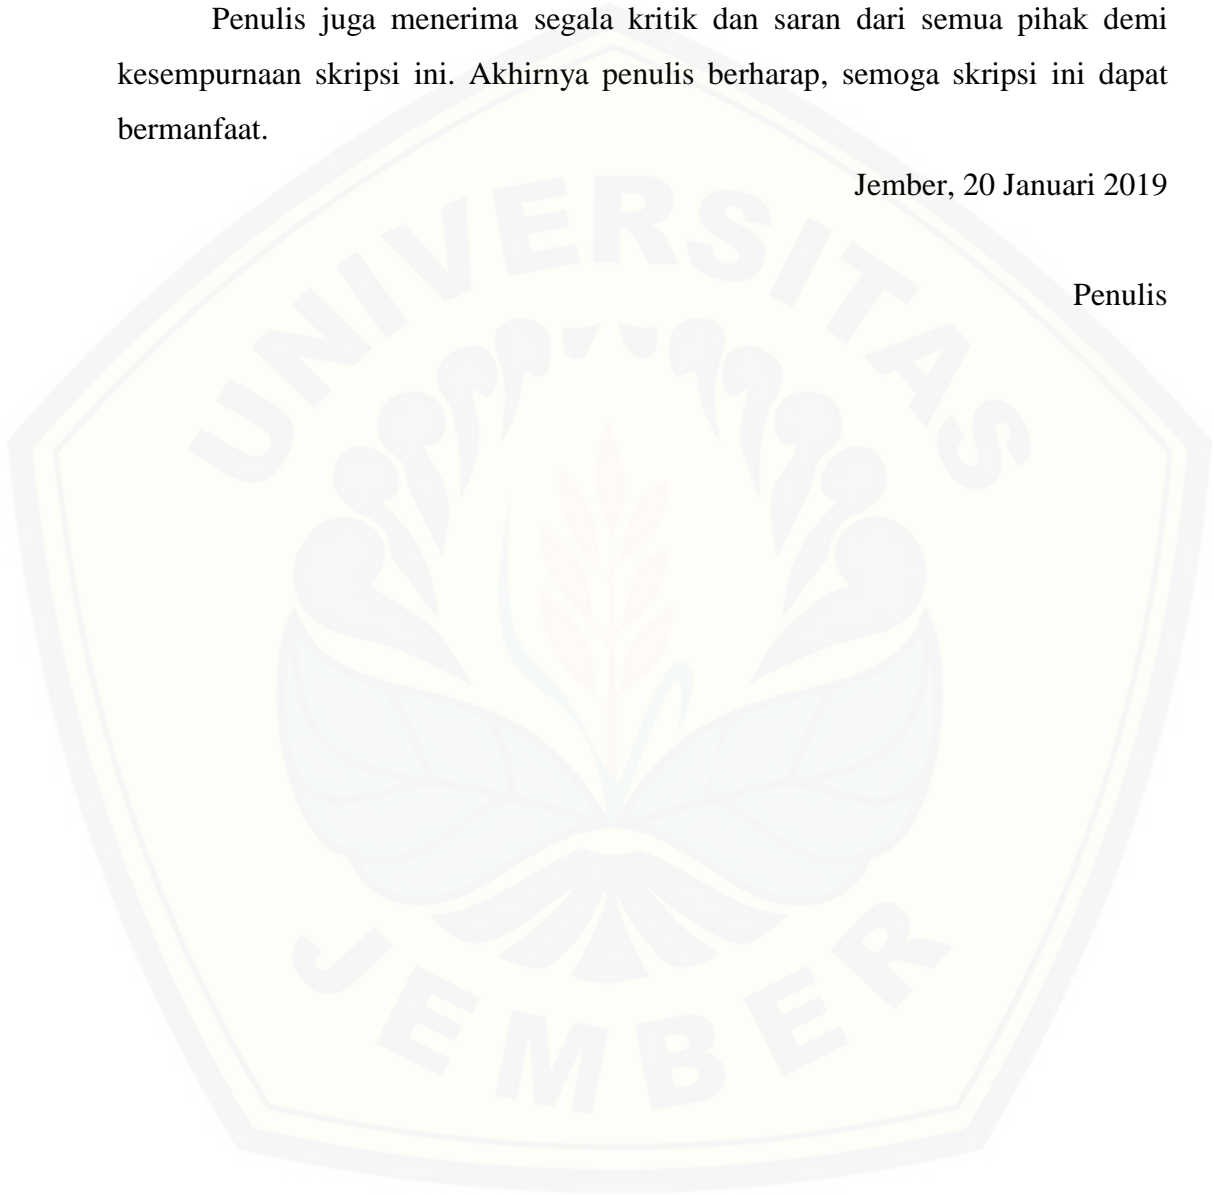 Penulis juga menerima segala kritik dan saran dari semua pihak demi
kesempurnaan skripsi ini. Akhirnya penulis berharap, semoga skripsi ini dapat
bermanfaat.
Jember, 20 Januari 2019
Penulis
UNIVERSITAS
JEMBER